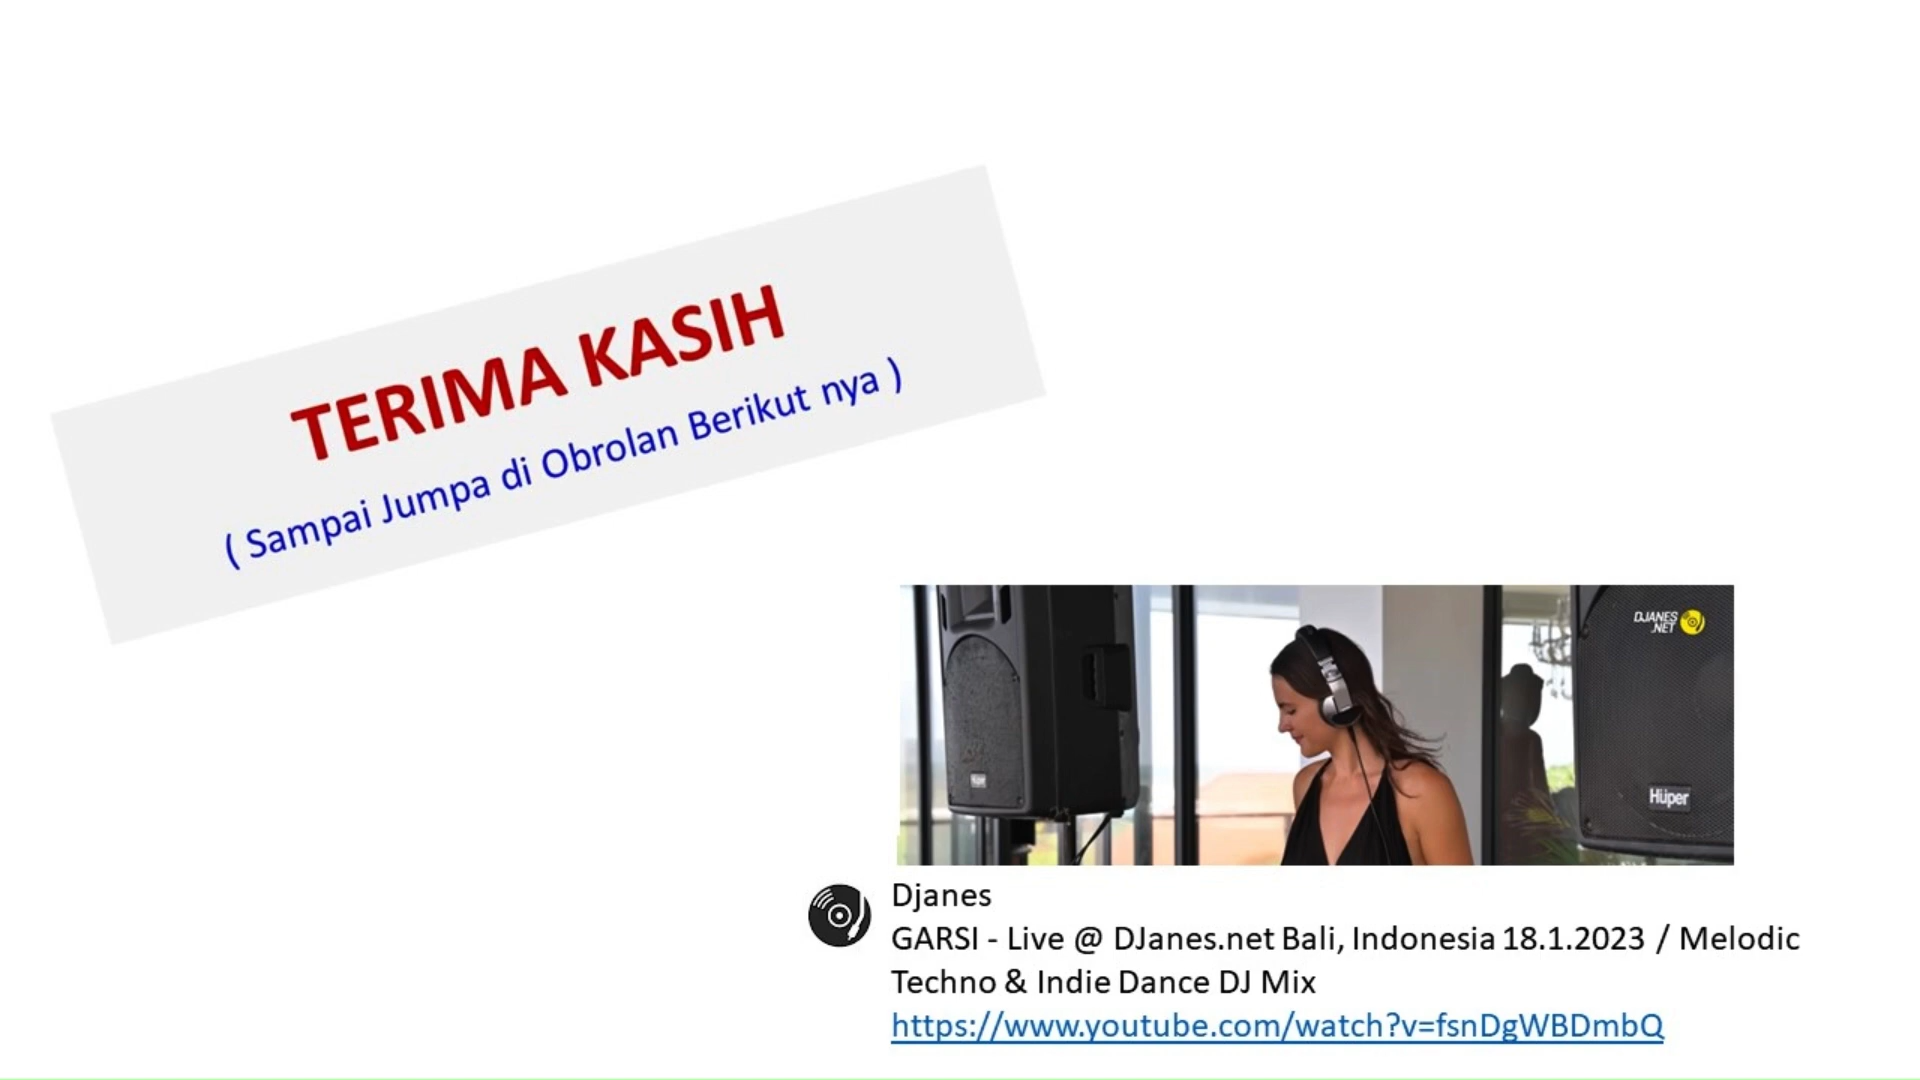 TERIMA KASIH
( Sampai Jumpa di Obrolan Berikut nya )
DJANES
.NET
Hüper
Hüper
Djanes
GARSI - Live @ DJanes.net Bali, Indonesia 18.1.2023 / Melodic
Techno & Indie Dance DJ Mix
https://www.youtube.com/watch?v=fsnDgWBDmbQ